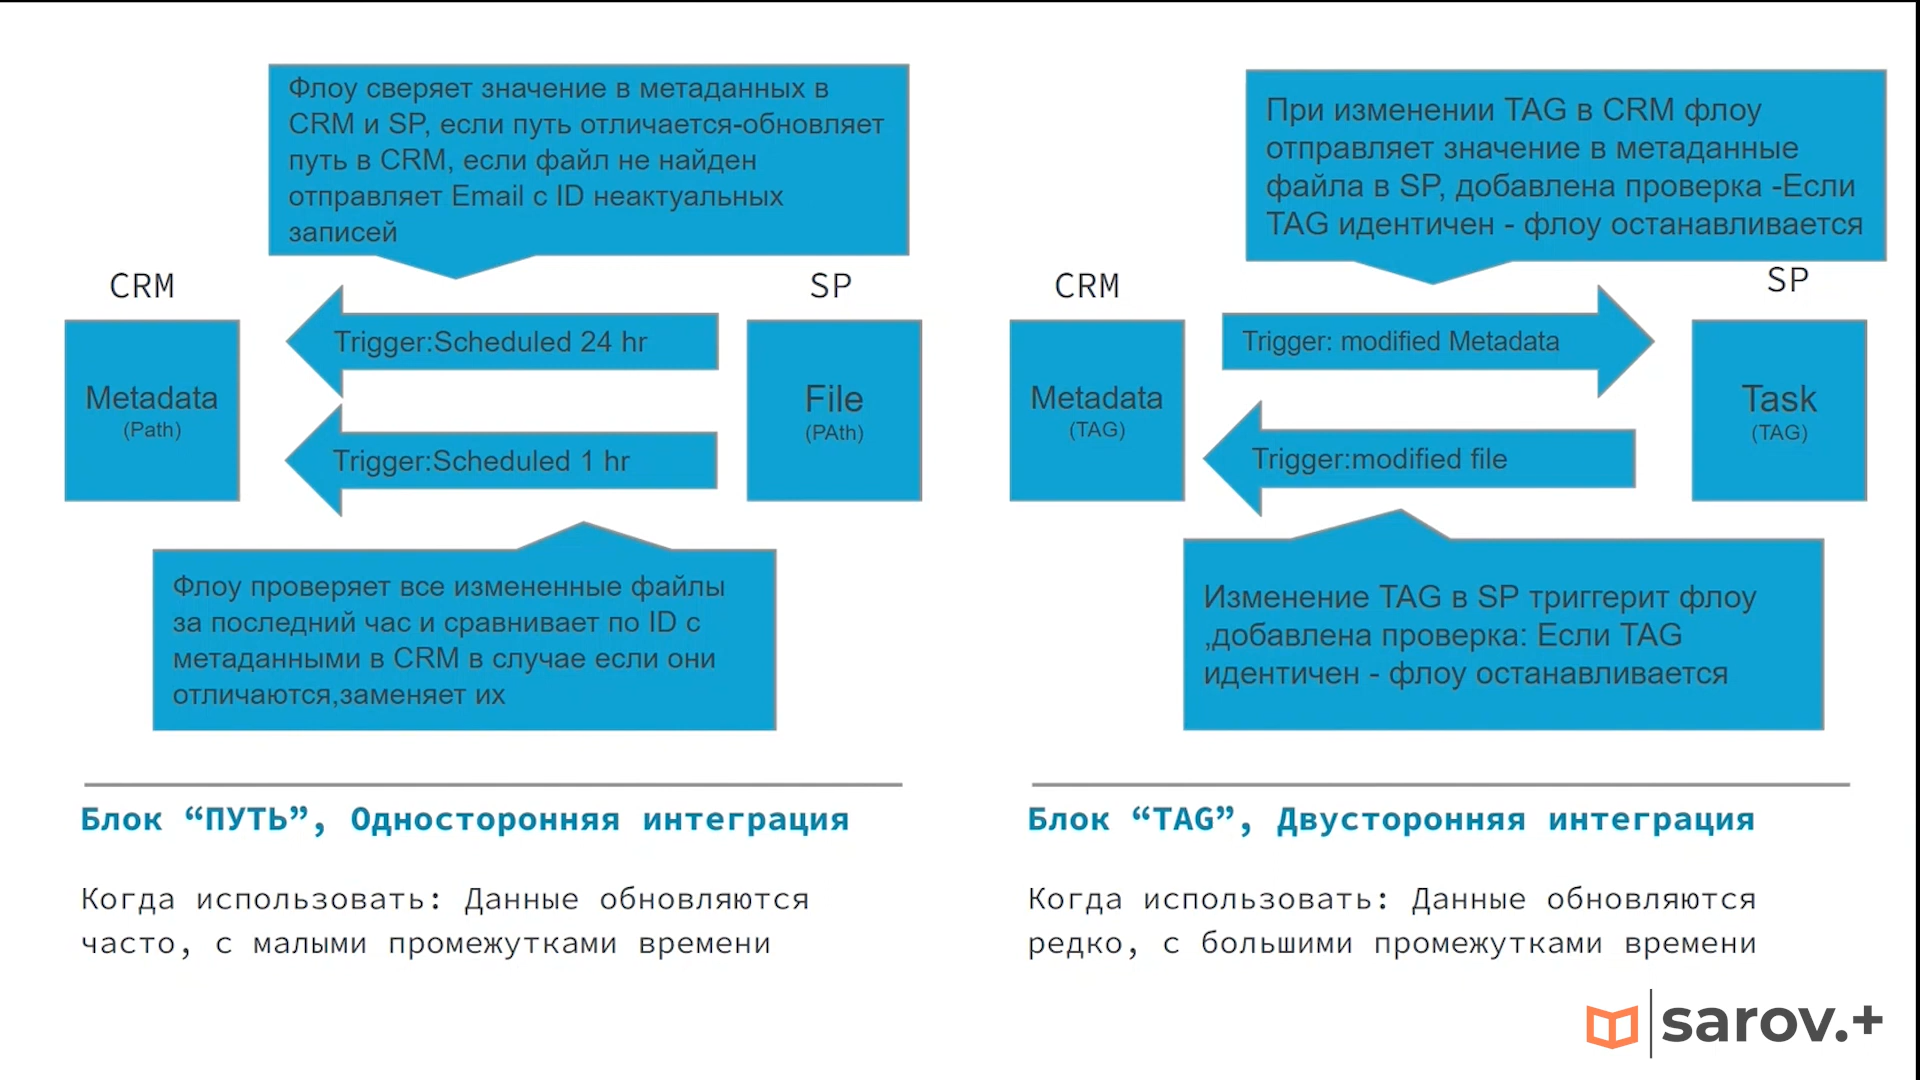 Флоу сверяет значение в метаданных в
CRM и SP, если путь отличается-обновляет
путь в CRM, если файл не найден
отправляет Email с ID неактуальных
записей
CRM
SP
Trigger:Scheduled 24 hr
Metadata
(Path)
File
(PAth)
Trigger:Scheduled 1 hr
Флоу проверяет все измененные файлы
за последний час и сравнивает по ID с
метаданными в CRM в случае если они
отличаются,заменяет их
Блок “ПУТЬ”, Односторонняя интеграция
Когда использовать: Данные обновляются
часто, с малыми промежутками времени
При изменении TAG в CRM флоу
отправляет значение в метаданные
файла в SP, добавлена проверка -Если
TAG идентичен - флоу останавливается
CRM
SP
Trigger: modified Metadata
Metadata
(TAG)
Task
(TAG)
Trigger:modified file
Изменение TAG в SP триггерит флоу
,добавлена проверка: Если TAG
идентичен - флоу останавливается
Блок “TAG”, Двусторонняя интеграция
Когда использовать: Данные обновляются
редко, с большими промежутками времени
sarov.+